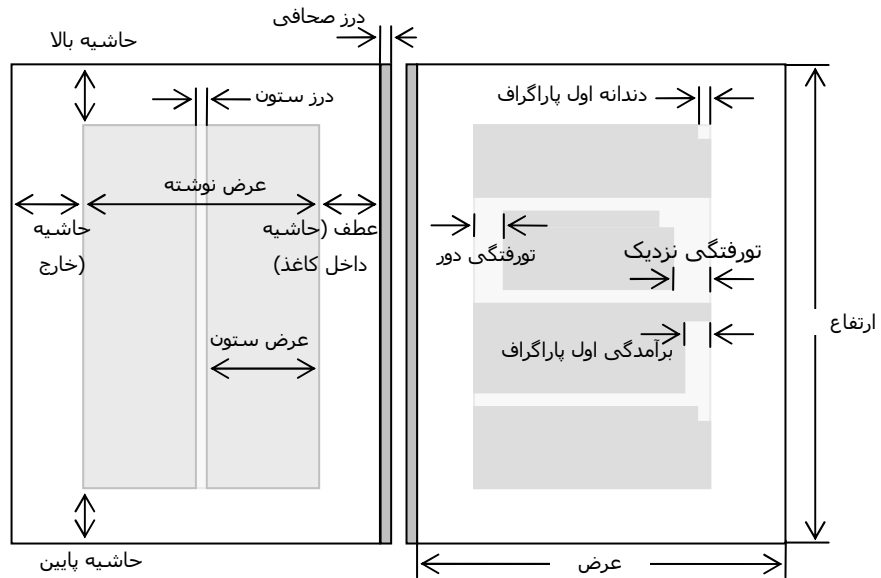 درز صحافی
حاشیه بالا
درز ستون
دندانه اول پاراگراف
عرض نوشته
عطف (حاشیه
داخل کاغذ)
حاشیه
خارج)
تورفتگی نزدیک
تورفتگی دور
ارتفاع
عرض ستون
برآمدگی اول پاراگراف
حاشیه پایین
عرض